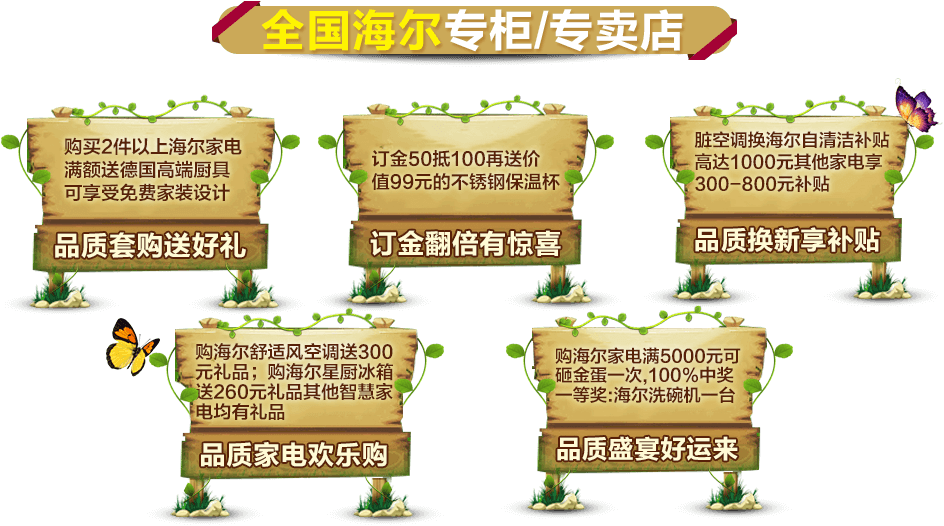 全国海尔专柜/专卖店
购买2件以上海尔家电
满额送德国高端厨具
可享受免费家装设计
品质套购送好礼
订金50抵100再送价
值99元的不锈钢保温杯
订金翻倍有惊喜
脏空调换海尔自清洁补贴
高达1000元其他家电享
300-800元补贴
品质换新享补贴
购海尔舒适风空调送300
元礼品；购海尔星厨冰箱
送260元礼品其他智慧家
电均有礼品
品质家电欢乐购
购海尔家电满5000元可
砸金蛋一次,100%中奖
一等奖:海尔洗碗机一台
品质盛宴好运来